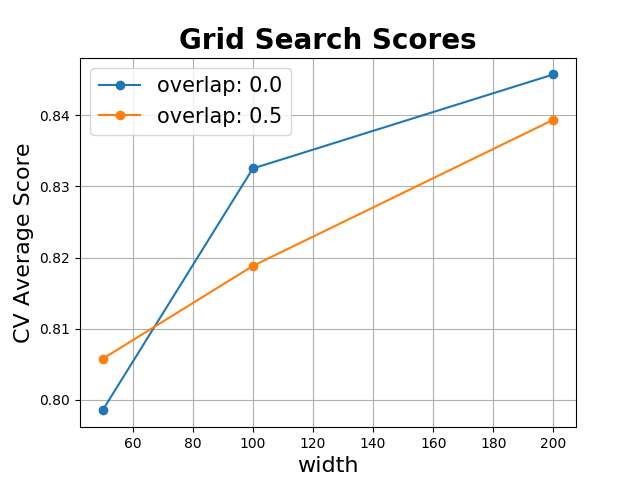 Grid Search Scores
overlap: 0.0
overlap: 0.5
CV Average Score
0.84
0.83
0.82
0.81
0.80
60 80 100 120 140 160 180 200
width